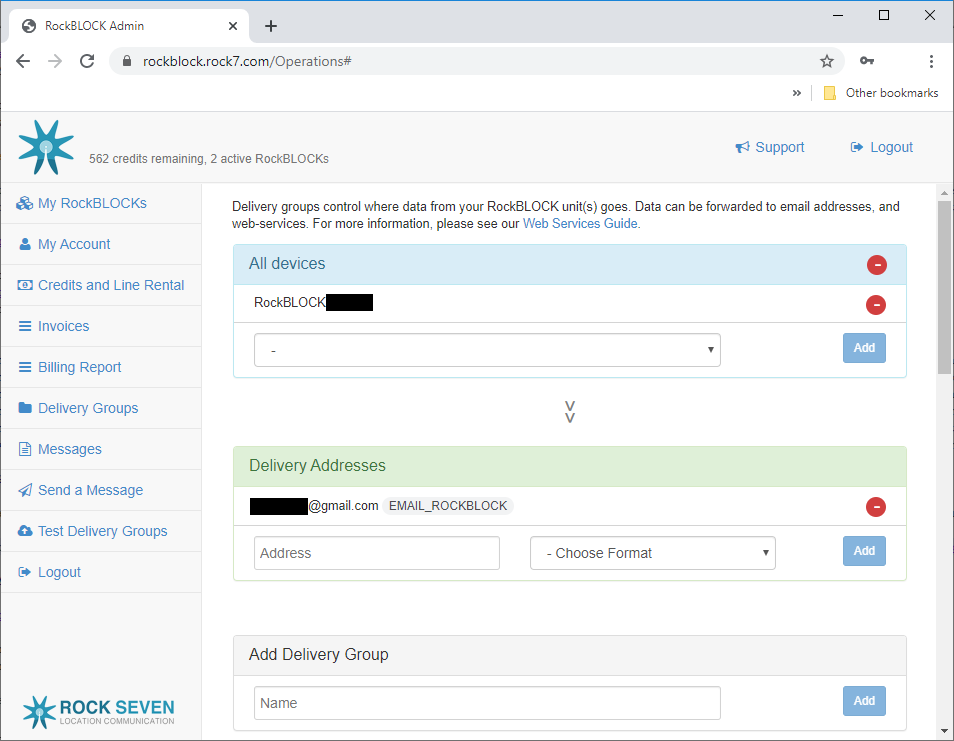 RockBLOCK Admin
rockblock.rock7.com/Operations#
» Other bookmarks
562 credits remaining, 2 active RockBLOCKs
Support
Logout
My RockBLOCKs
My Account
Credits and Line Rental
Invoices
Billing Report
Delivery Groups
Messages
Send a Message
Test Delivery Groups
Logout
ROCK SEVEN
LOCATION COMMUNICATION
Delivery groups control where data from your RockBLOCK unit(s) goes. Data can be forwarded to email addresses, and
web-services. For more information, please see our Web Services Guide.
All devices
RockBLOCK
- Add
Delivery Addresses
@gmail.com EMAIL_ROCKBLOCK
Address - Choose Format Add
Add Delivery Group
Name Add